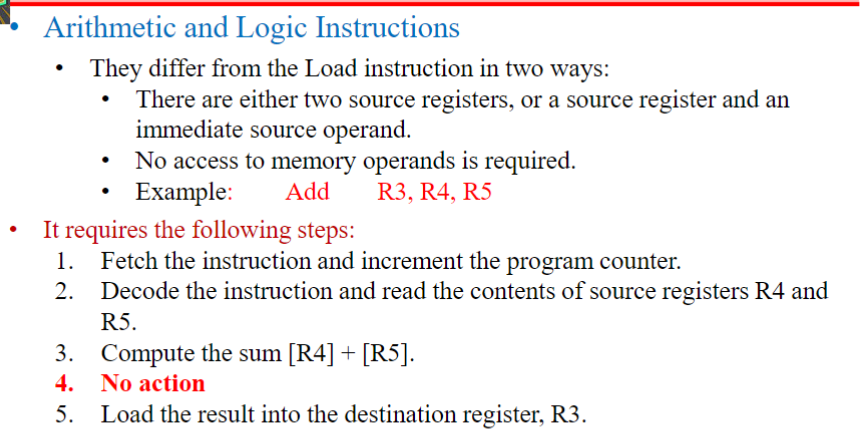 • Arithmetic and Logic Instructions
• They differ from the Load instruction in two ways:
• There are either two source registers, or a source register and an
immediate source operand.
• No access to memory operands is required.
• Example: Add R3, R4, R5
• It requires the following steps:
1. Fetch the instruction and increment the program counter.
2. Decode the instruction and read the contents of source registers R4 and
R5.
3. Compute the sum [R4] + [R5].
4. No action
5. Load the result into the destination register, R3.